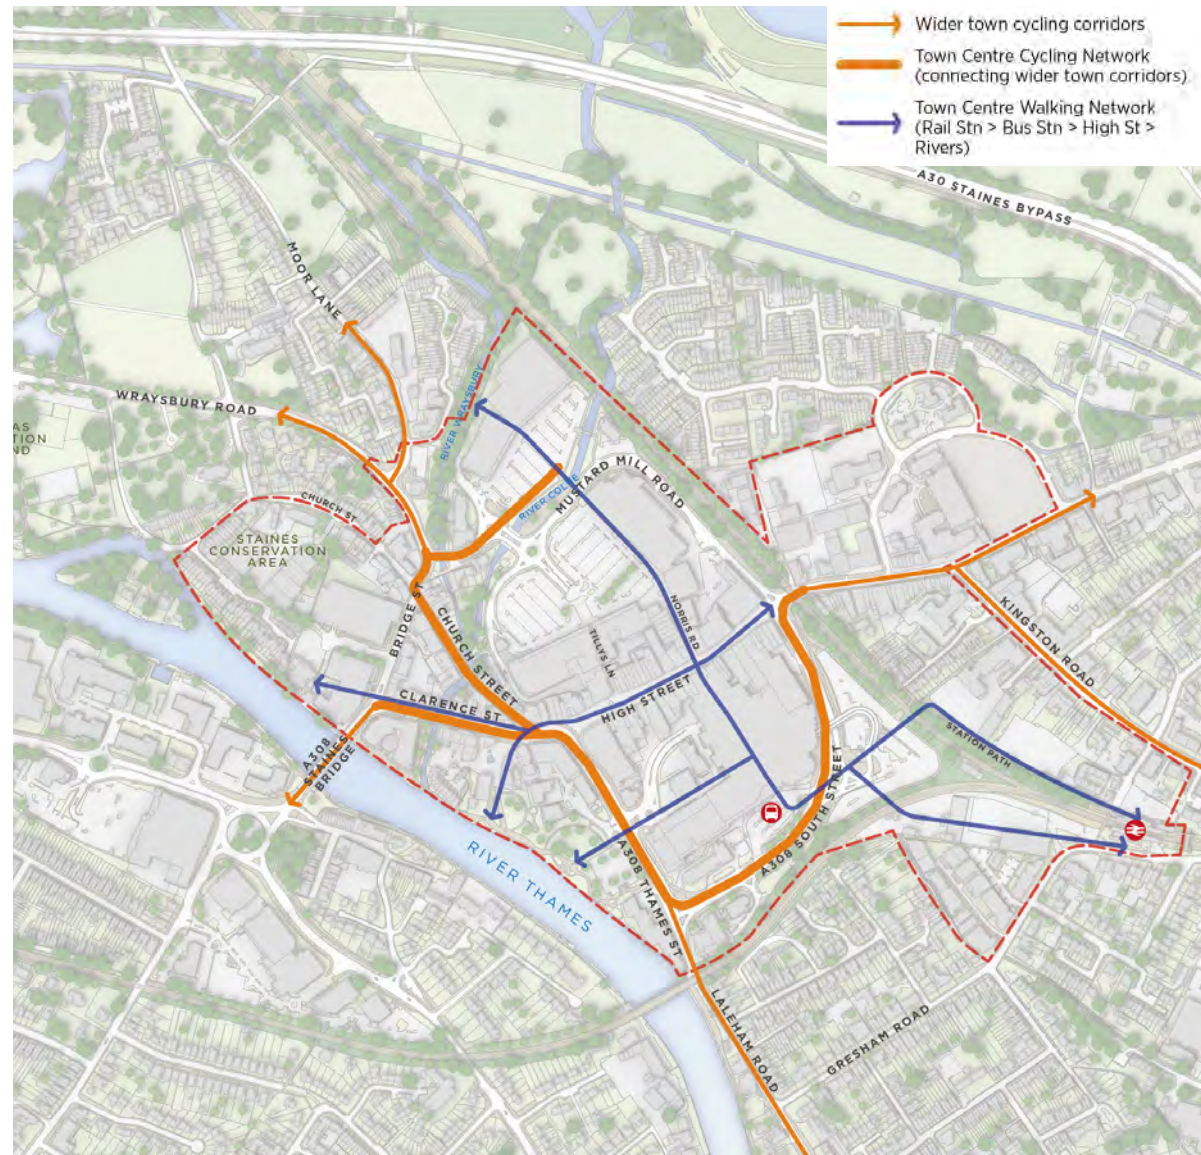 Wider town cycling corridors
Town Centre Cycling Network
(connecting wider town corridors)
Town Centre Walking Network
(Rail Stn > Bus Stn > High St >
Rivers)
A30 STAINES BYPASS
MOOR LANE
WRAYSBURY ROAD
RIVER WRAYSBURY
AS
TION
ND
CHURCH ST
STAINES
CONSERVATION
AREA
RIVER COLNE
MUSTARD MILL ROAD
BRIDGE ST
CHURCH STREET
TILLYS LN
NORRIS RD
KINGSTON ROAD
CLARENCE ST
HIGH STREET
A308
STAINES
BRIDGE
STATION PATH
A308 SOUTH STREET
A308 THAMES ST
RIVER THAMES
LALEHAM ROAD
GRESHAM ROAD